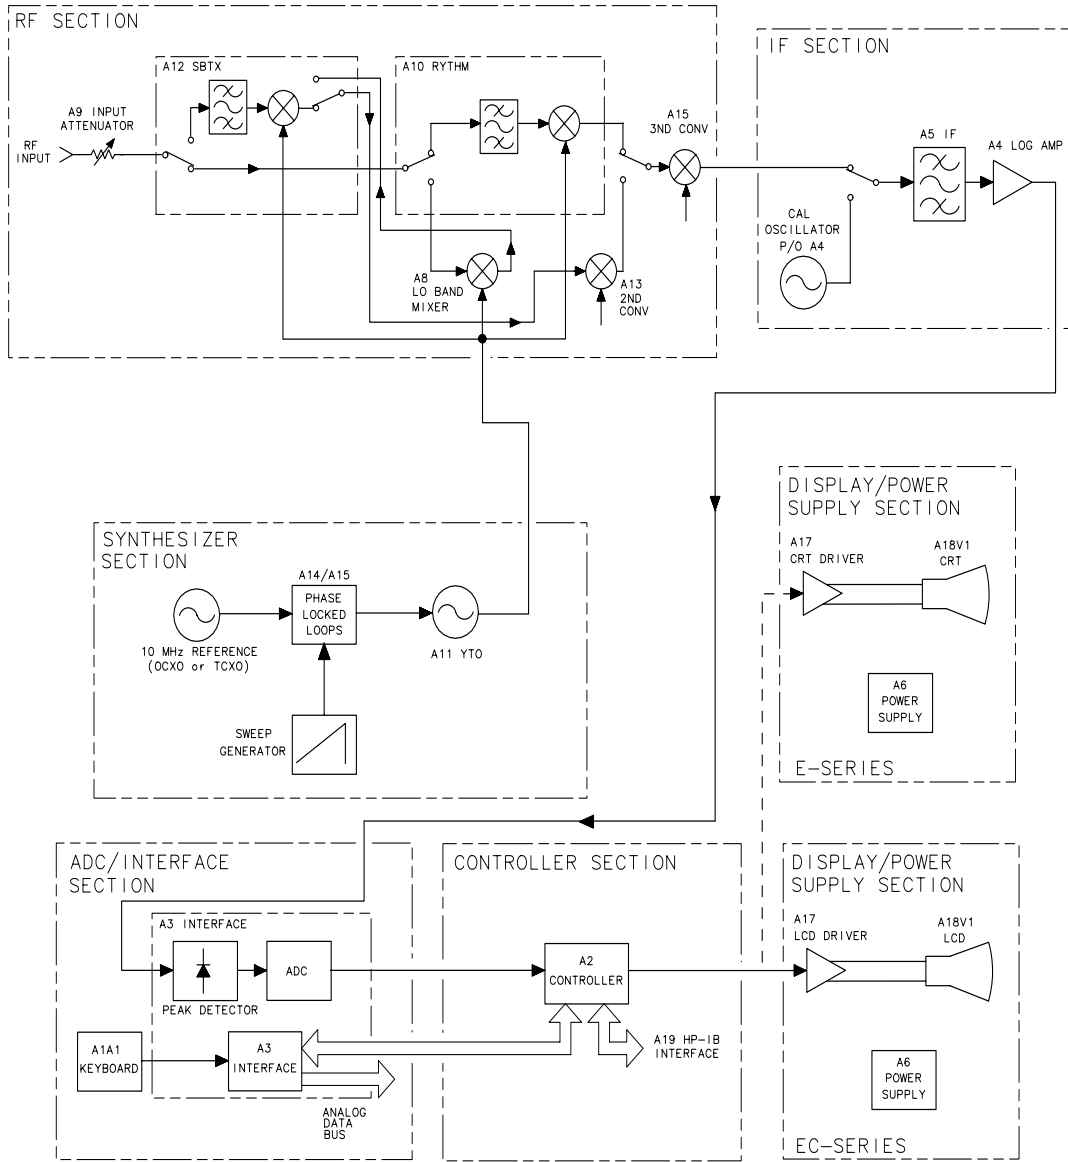 RF SECTION
A12 SBTX
A10 RYTHM
A9 INPUT
ATTENUATOR
RF
INPUT
A15
3ND CONV
A8
LO BAND
MIXER
A13
2ND
CONV
IF SECTION
A5 IF
A4 LOG AMP
CAL
OSCILLATOR
P/O A4
SYNTHESIZER
SECTION
A14/A15
PHASE
LOCKED
LOOPS
10 MHz REFERENCE
(OCXO or TCXO)
A11 YTO
SWEEP
GENERATOR
DISPLAY/POWER
SUPPLY SECTION
A17
CRT DRIVER
A18V1
CRT
A6
POWER
SUPPLY
E-SERIES
ADC/INTERFACE
SECTION
A3 INTERFACE
PEAK DETECTOR
ADC
A1A1
KEYBOARD
A3
INTERFACE
ANALOG
DATA
BUS
CONTROLLER SECTION
A2
CONTROLLER
A19 HP-IB
INTERFACE
DISPLAY/POWER
SUPPLY SECTION
A17
LCD DRIVER
A18V1
LCD
A6
POWER
SUPPLY
EC-SERIES